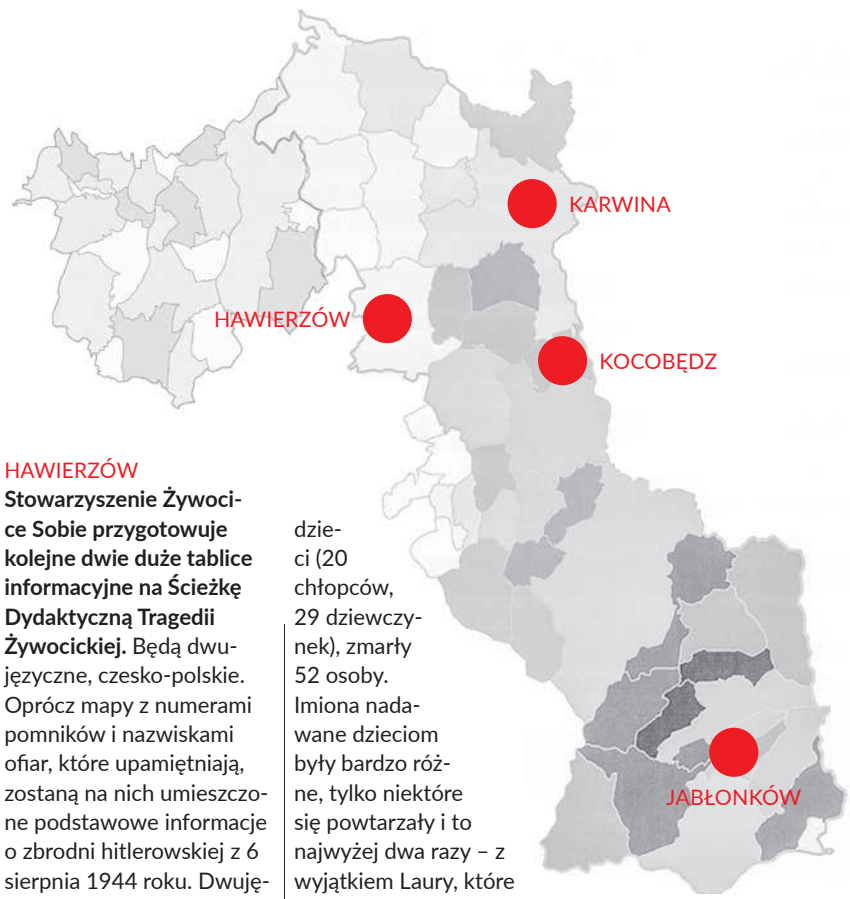 KARWINA
HAWIERZÓW
KOCOBĘDZ
JABŁONKÓW
HAWIERZÓW
Stowarzyszenie Żywoci-
ce Sobie przygotowuje
kolejne dwie duże tablice
informacyjne na Ścieżkę
Dydaktyczną Tragedii
Żywocickiej. Będą dwu-
języczne, czesko-polskie.
Oprócz mapy z numerami
pomników i nazwiskami
ofiar, które upamiętniają,
zostaną na nich umieszczo-
ne podstawowe informacje
o zbrodni hitlerowskiej z 6
sierpnia 1944 roku. Dwuję-
dzie-
ci (20
chłopców,
29 dziewczy-
nek), zmarły
52 osoby.
Imiona nada-
wane dzieciom
były bardzo róż-
ne, tylko niektóre
się powtarzały i to
najwyżej dwa razy – z
wyjątkiem Laury, które